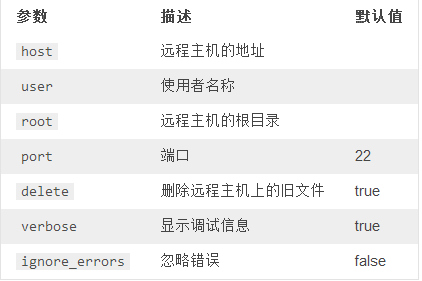 参数 描述 默认值
host 远程主机的地址
user 使用者名称
root 远程主机的根目录
port 端口 22
delete 删除远程主机上的旧文件 true
verbose 显示调试信息 true
ignore_errors 忽略错误 false